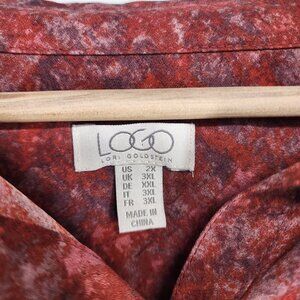 LOGO
LORI GOLDSTEIN
US 2X
UK 3XL
DE XXL
IT 3XL
FR 3XL
MADE IN
CHINA